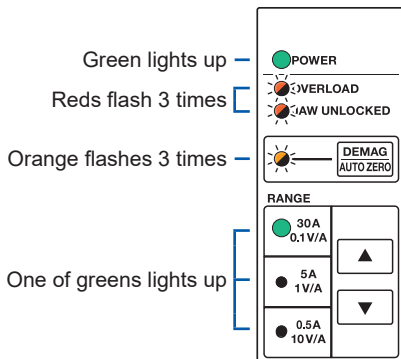 Green lights up
POWER
Reds flash 3 times
OVERLOAD
JAW UNLOCKED
Orange flashes 3 times
DEMAG
AUTO ZERO
RANGE
30A
0.1V/A
One of greens lights up
5A
1V/A
0.5A
10V/A